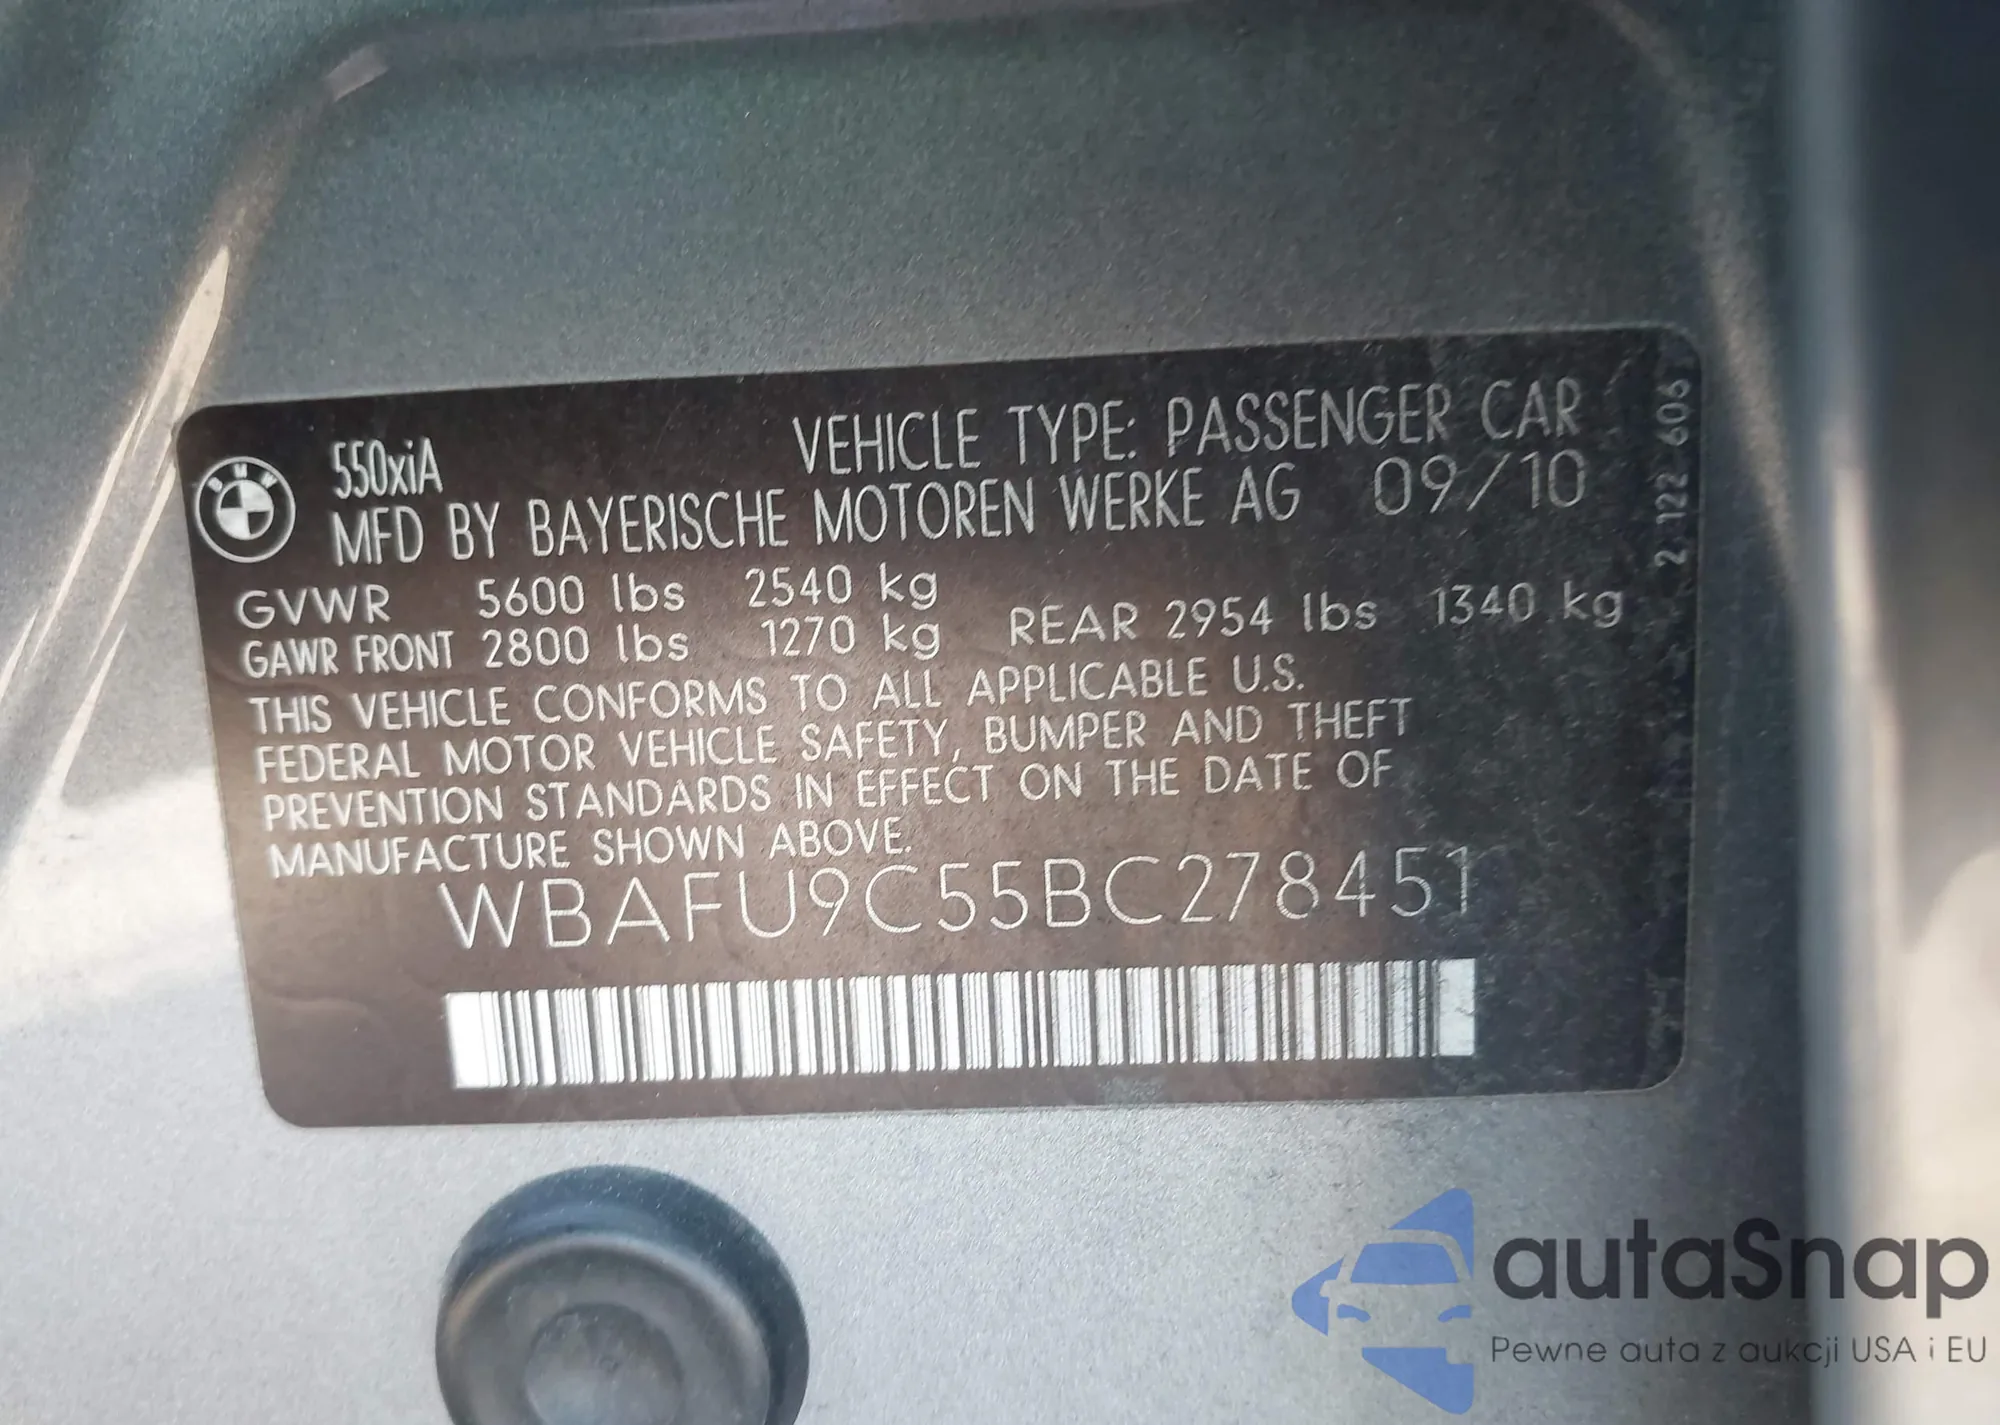 550xiA
VEHICLE TYPE: PASSENGER CAR
MFD BY BAYERISCHE MOTOREN WERKE AG 09/10
GVWR 5600 lbs 2540 kg
GAWR FRONT 2800 lbs 1270 kg REAR 2954 lbs 1340 kg
THIS VEHICLE CONFORMS TO ALL APPLICABLE U.S.
FEDERAL MOTOR VEHICLE SAFETY, BUMPER AND THEFT
PREVENTION STANDARDS IN EFFECT ON THE DATE OF
MANUFACTURE SHOWN ABOVE.
WBAFU9C55BC278451
2 122 606
BMW
autaSnap
Pewne auta z aukcji USA i EU